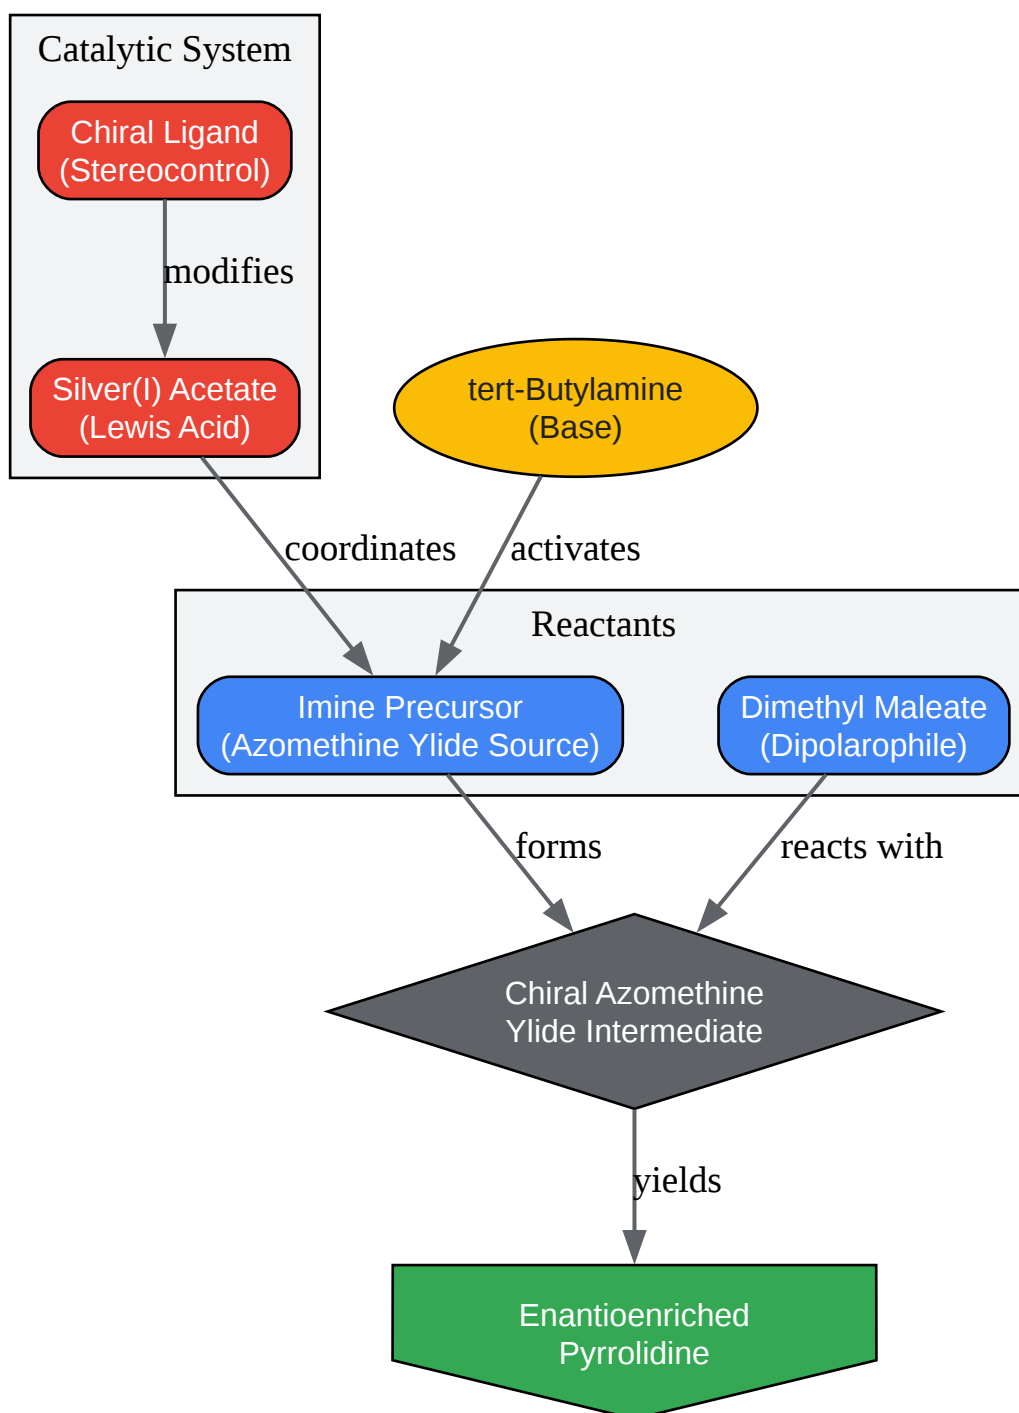 Catalytic System
Chiral Ligand
(Stereocontrol)
modifies
Silver(I) Acetate
(Lewis Acid)
tert-Butylamine
(Base)
coordinates
activates
Reactants
Imine Precursor
(Azomethine Ylide Source)
Dimethyl Maleate
(Dipolarophile)
forms
reacts with
Chiral Azomethine
Ylide Intermediate
yields
Enantioenriched
Pyrrolidine